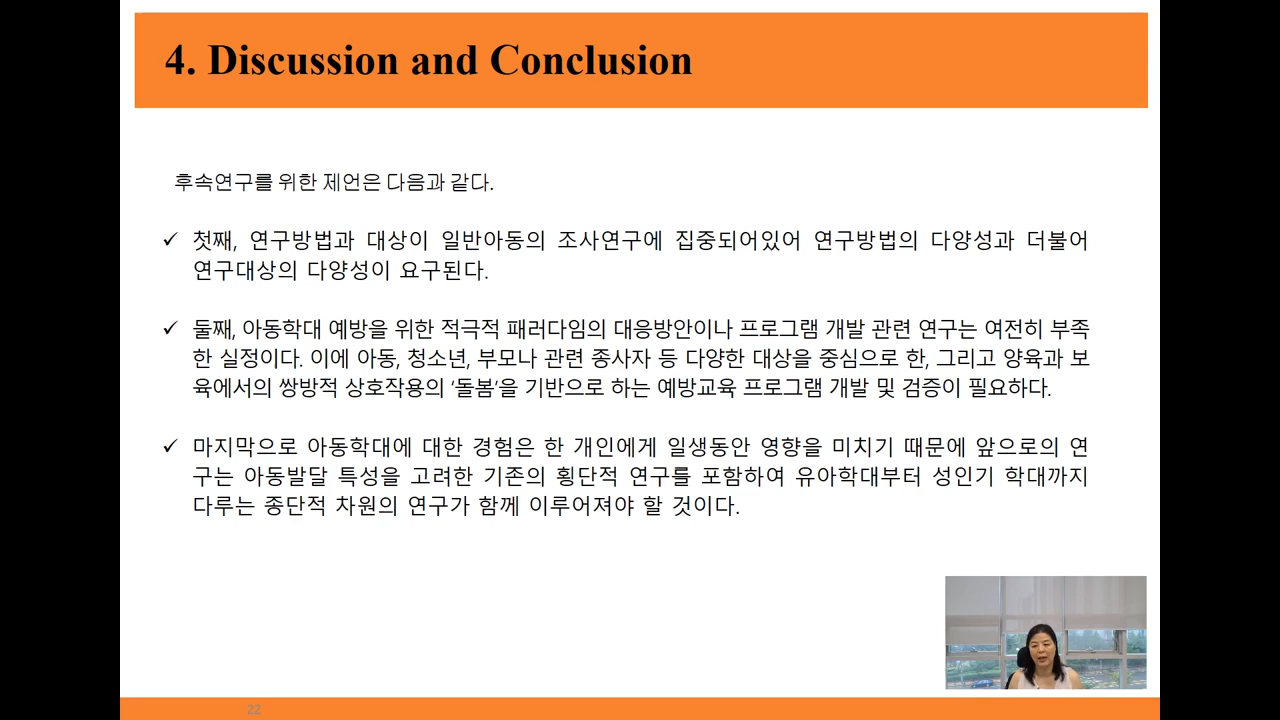 4. Discussion and Conclusion
후속연구를 위한 제언은 다음과 같다.
✓ 첫째, 연구방법과 대상이 일반아동의 조사연구에 집중되어있어 연구방법의 다양성과 더불어
연구대상의 다양성이 요구된다.
✓ 둘째, 아동학대 예방을 위한 적극적 패러다임의 대응방안이나 프로그램 개발 관련 연구는 여전히 부족
한 실정이다. 이에 아동, 청소년, 부모나 관련 종사자 등 다양한 대상을 중심으로 한, 그리고 양육과 보
육에서의 쌍방적 상호작용의 ‘돌봄’을 기반으로 하는 예방교육 프로그램 개발 및 검증이 필요하다.
✓ 마지막으로 아동학대에 대한 경험은 한 개인에게 일생동안 영향을 미치기 때문에 앞으로의 연
구는 아동발달 특성을 고려한 기존의 횡단적 연구를 포함하여 유아학대부터 성인기 학대까지
다루는 종단적 차원의 연구가 함께 이루어져야 할 것이다.
22